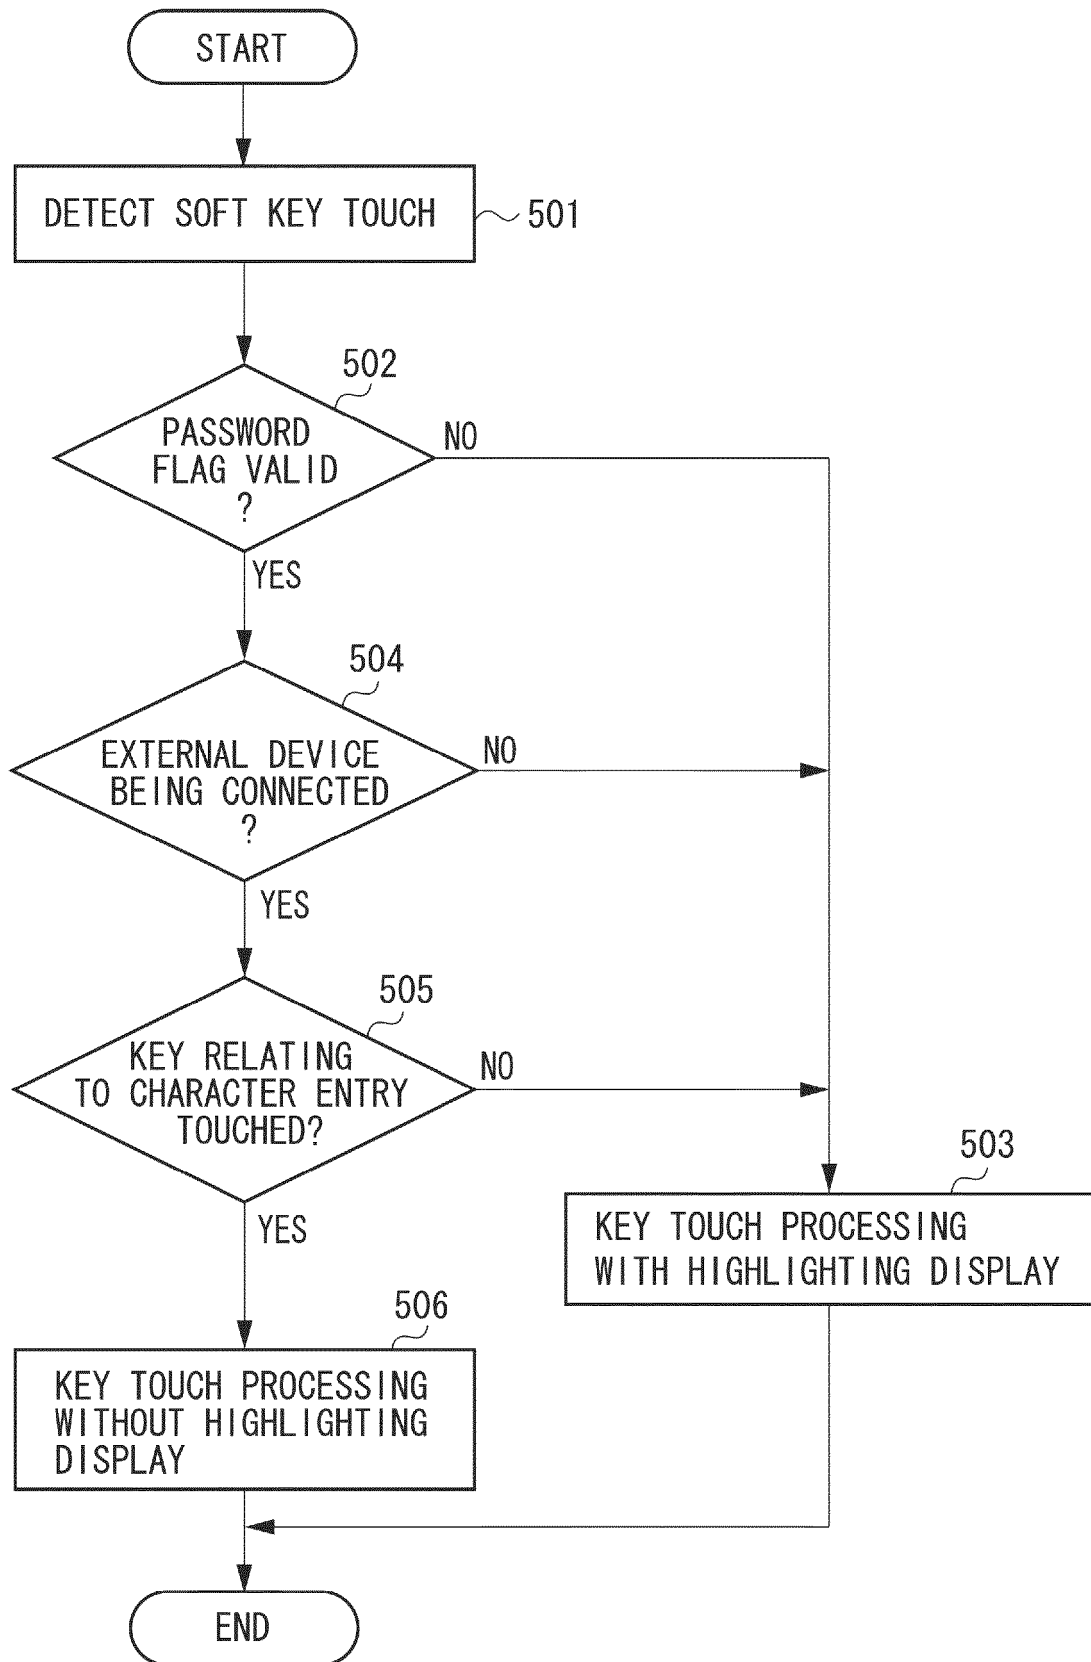 START
DETECT SOFT KEY TOUCH
501
502
PASSWORD
FLAG VALID
?
NO
YES
504
EXTERNAL DEVICE
BEING CONNECTED
?
NO
YES
505
KEY RELATING
TO CHARACTER ENTRY
TOUCHED?
NO
YES
503
KEY TOUCH PROCESSING
WITH HIGHLIGHTING DISPLAY
506
KEY TOUCH PROCESSING
WITHOUT HIGHLIGHTING
DISPLAY
END